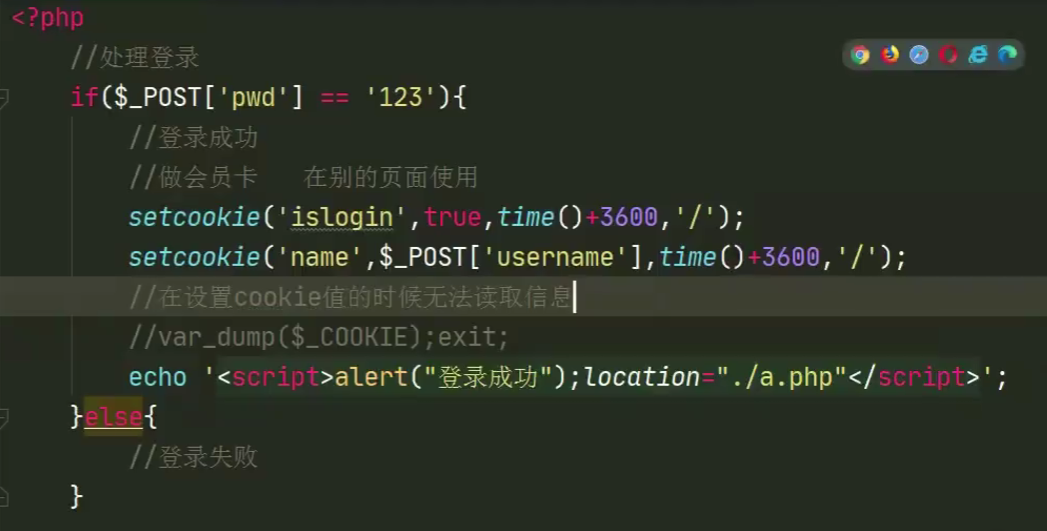 <?php
//处理登录
if($_POST['pwd'] == '123'){
//登录成功
//做会员卡   在别的页面使用
setcookie('islogin',true,time()+3600,'/');
setcookie('name',$_POST['username'],time()+3600,'/');
//在设置cookie值的时候无法读取信息
//var_dump($_COOKIE);exit;
echo '<script>alert("登录成功");location="./a.php"</script>';
}else{
//登录失败
}